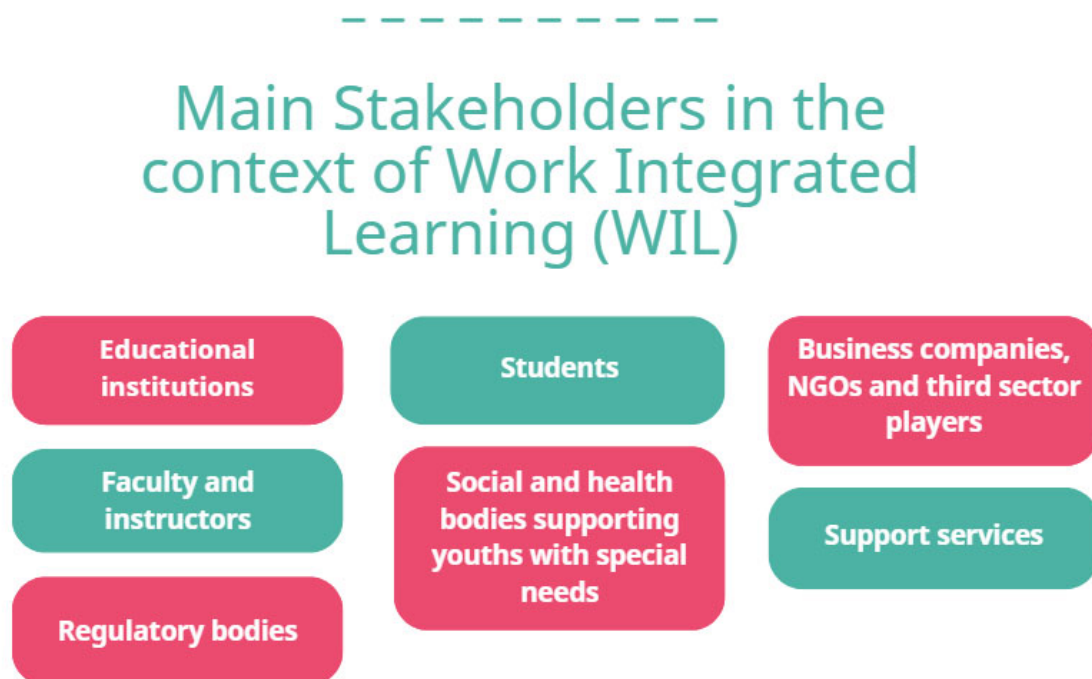 Main Stakeholders in the
context of Work Integrated
Learning (WIL)
Educational
institutions
Students
Business companies,
NGOs and third sector
players
Faculty and
instructors
Social and health
bodies supporting
youths with special
needs
Support services
Regulatory bodies